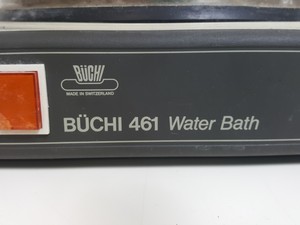 BÜCHI
MADE IN SWITZERLAND
BÜCHI 461 Water Bath